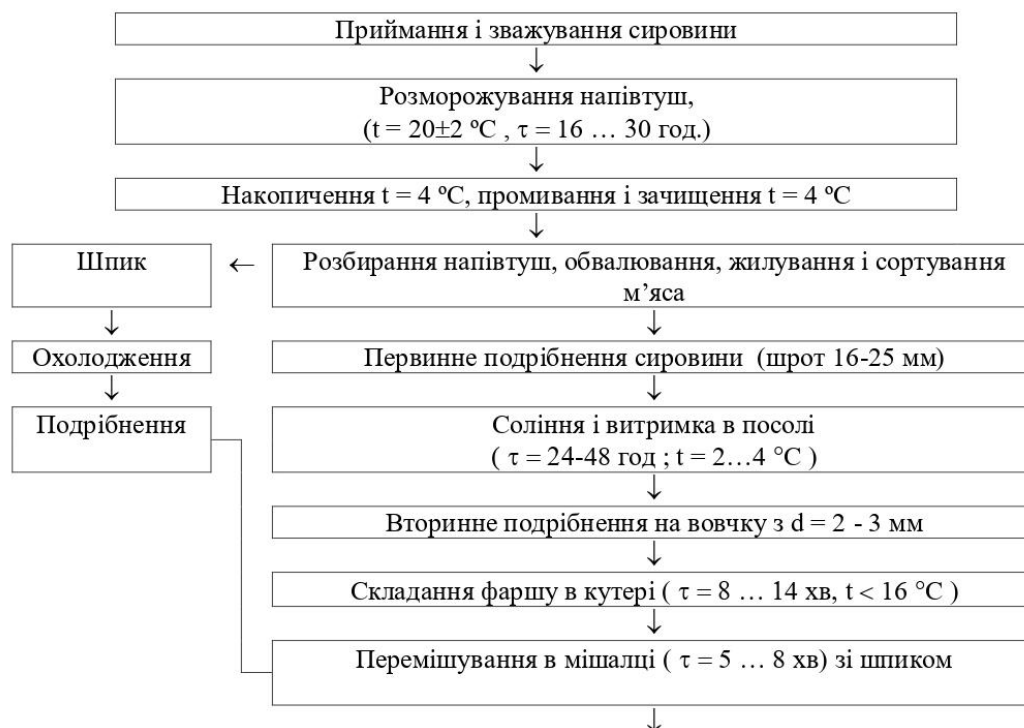 Приймання і зважування сировини
Розморожування напівтуш,
(t = 20±2 ºС , τ = 16 … 30 год.)
Накопичення t = 4 ºС, промивання і зачищення t = 4 ºС
Шпик
Розбирання напівтуш, обвалювання, жилування і сортування
м’яса
Охолодження
Первинне подрібнення сировини (шрот 16-25 мм)
Подрібнення
Соління і витримка в посолі
( τ = 24-48 год ; t = 2…4 °С )
Вторинне подрібнення на вовчку з d = 2 - 3 мм
Складання фаршу в кутері ( τ = 8 … 14 хв, t < 16 °С )
Перемішування в мішалці ( τ = 5 … 8 хв) зі шпиком